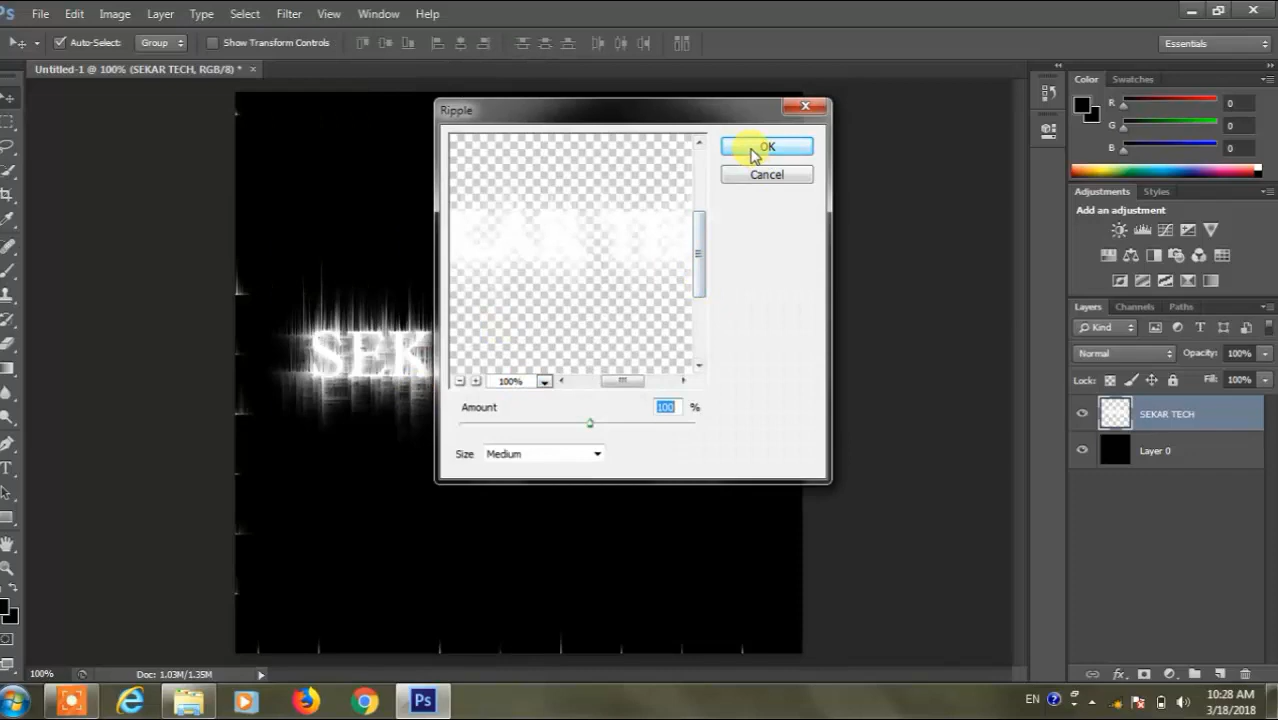 Ps File Edit Image Layer Type Select Filter View Window Help
Auto-Select: Group Show Transform Controls Essentials
Untitled-1 @ 100% (SEKAR TECH, RGB/8) *
Ripple
OK
Cancel
100%
Amount 100 %
Size Medium
SEK
Color Swatches
R 0
G 0
B 0
Adjustments Styles
Add an adjustment
Layers Channels Paths
Kind
Normal Opacity: 100%
Lock: Fill: 100%
SEKAR TECH
Layer 0
100% Doc: 1.03M/1.35M
Ps
EN
10:28 AM
3/18/2018